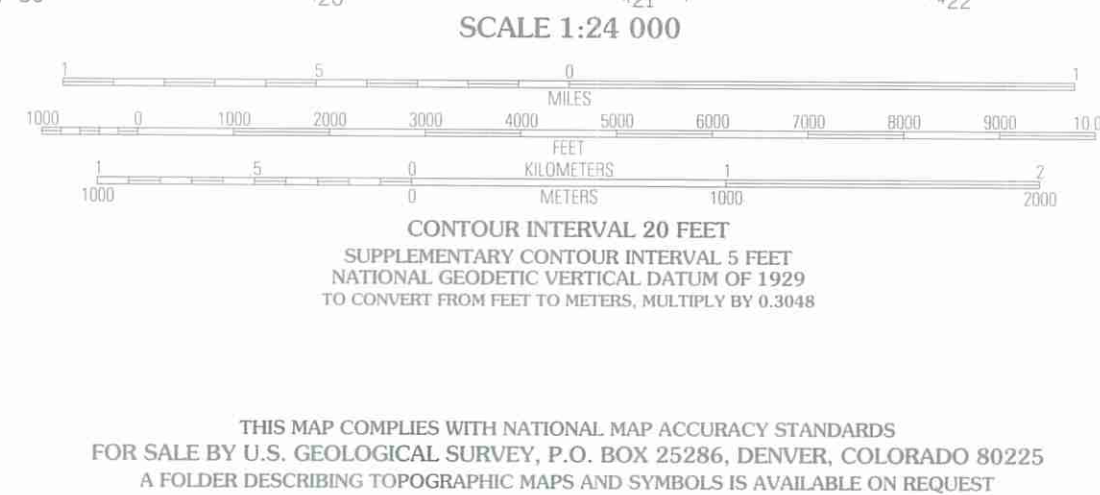 SCALE 1:24 000
1 .5 0 1
MILES
1000 0 1000 2000 3000 4000 5000 6000 7000 8000 9000
FEET
1 .5 0 KILOMETERS 1 2
1000 0 METERS 1000 2000
CONTOUR INTERVAL 20 FEET
SUPPLEMENTARY CONTOUR INTERVAL 5 FEET
NATIONAL GEODETIC VERTICAL DATUM OF 1929
TO CONVERT FROM FEET TO METERS, MULTIPLY BY 0.3048
THIS MAP COMPLIES WITH NATIONAL MAP ACCURACY STANDARDS
FOR SALE BY U.S. GEOLOGICAL SURVEY, P.O. BOX 25286, DENVER, COLORADO 80225
A FOLDER DESCRIBING TOPOGRAPHIC MAPS AND SYMBOLS IS AVAILABLE ON REQUEST